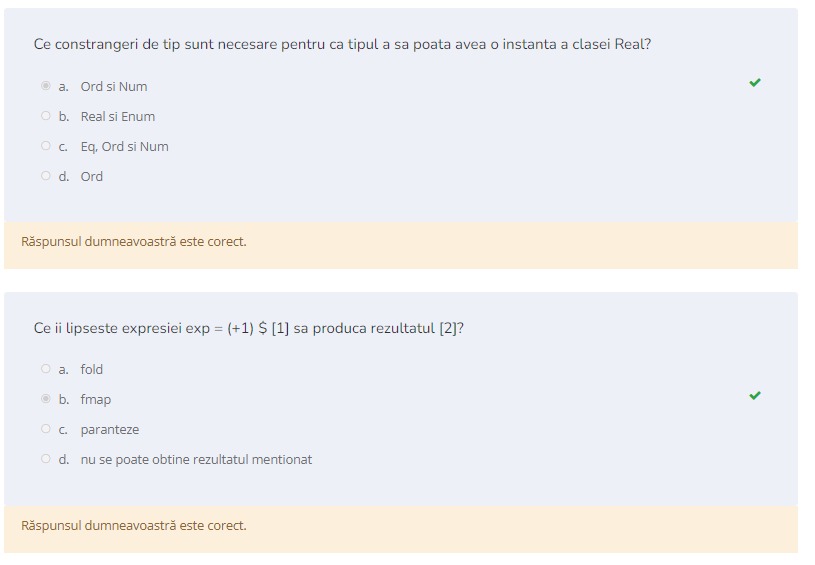 Ce constrangeri de tip sunt necesare pentru ca tipul a sa poata avea o instanta a clasei Real?
a. Ord si Num
b. Real si Enum
c. Eq, Ord si Num
d. Ord
Răspunsul dumneavoastră este corect.
Ce ii lipseste expresiei exp = (+1) $ [1] sa produca rezultatul [2]?
a. fold
b. fmap
c. paranteze
d. nu se poate obtine rezultatul mentionat
Răspunsul dumneavoastră este corect.